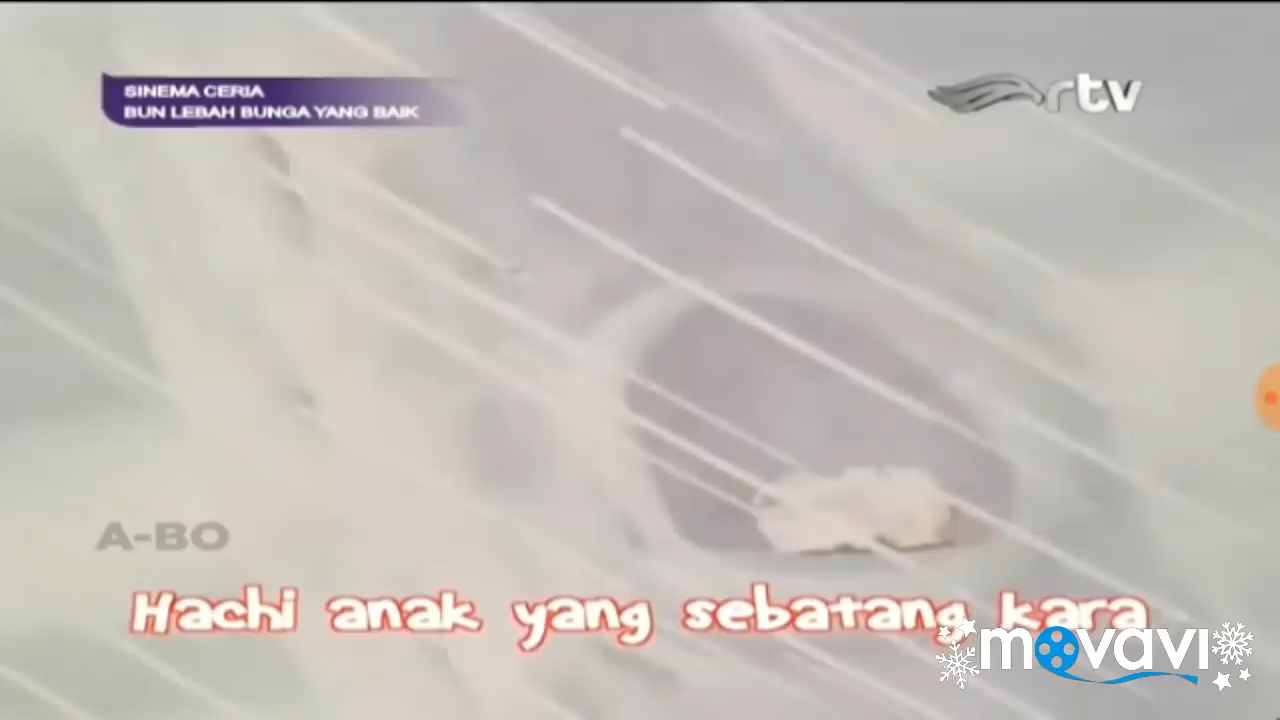 SINEMA CERIA
BUN LEBAH BUNGA YANG BAIK
rtv
A-BO
Hachi anak yang sebatang kara
movavi